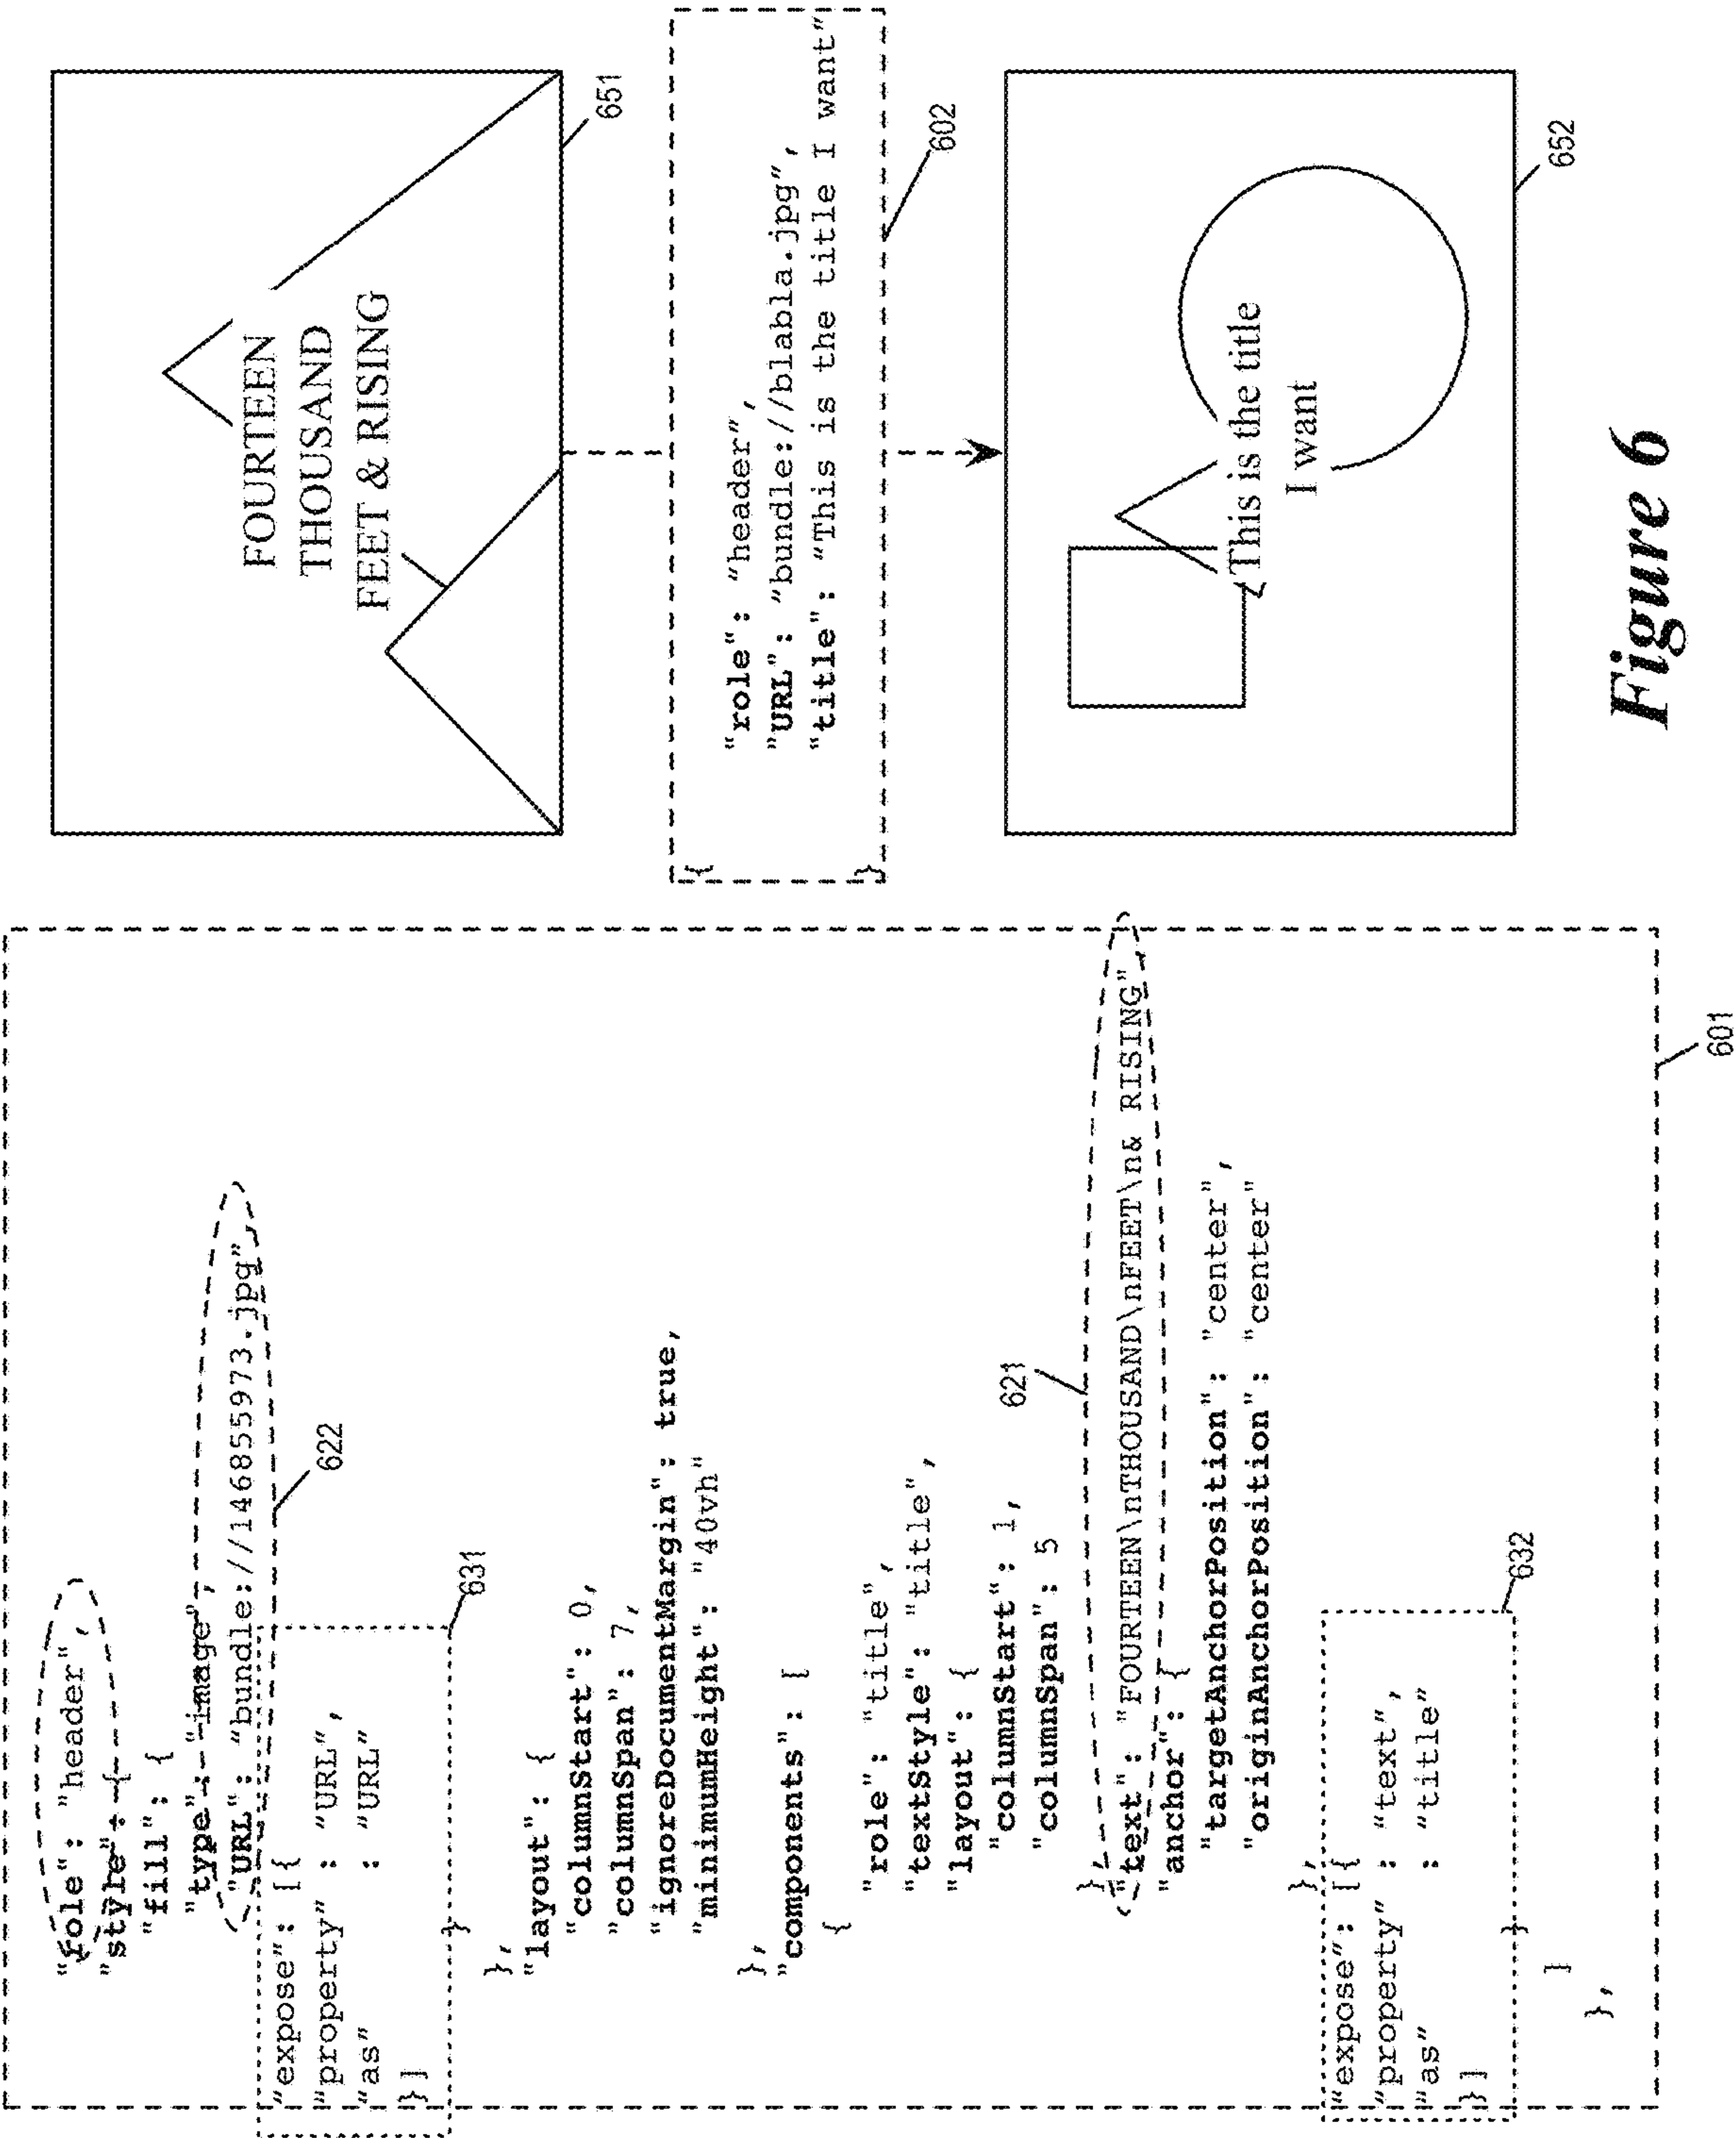 "role": "header",
"style": {
"fill": {
"type": "image",
"URL": "bundle://1468555973.jpg",
"expose": [{
"property" : "URL",
"as" : "URL"
}]
}
},
"layout": {
"columnStart": 0,
"columnSpan": 7,
"ignoreDocumentMargin": true,
"minimumHeight": "40vh"
},
"components": [
{
"role": "title",
"textStyle": "title",
"layout": {
"columnStart": 1,
"columnSpan": 5
},
"text": "FOURTEEN\nTHOUSAND\nFEET\n& RISING",
"anchor": {
"targetAnchorPosition": "center",
"originAnchorPosition": "center"
},
"expose": [{
"property" : "text",
"as" : "title"
}]
}
]
},
622
631
621
632
601
FOURTEEN
THOUSAND
FEET & RISING
651
{
"role": "header",
"URL": "bundle://blabla.jpg",
"title": "This is the title I want"
}
602
This is the title
I want
652
Figure 6